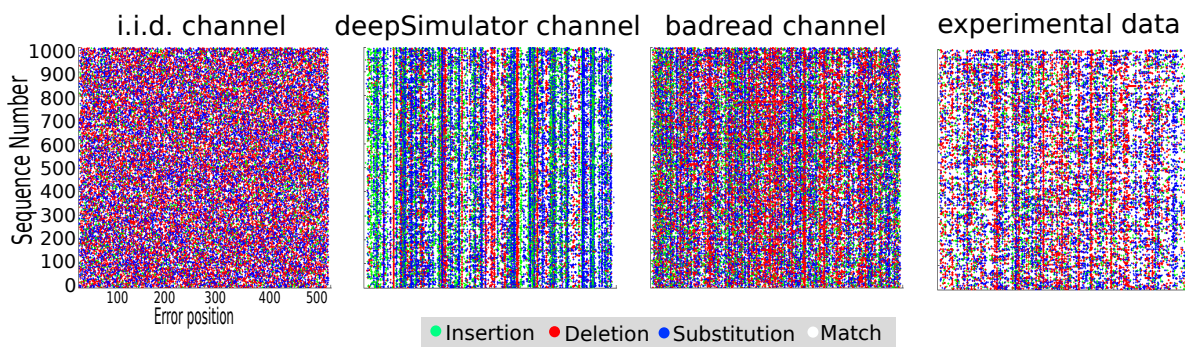 i.i.d. channel
deepSimulator channel
badread channel
experimental data
Sequence Number
1000
900
800
700
600
500
400
300
200
100
0
100 200 300 400 500
Error position
Insertion Deletion Substitution Match